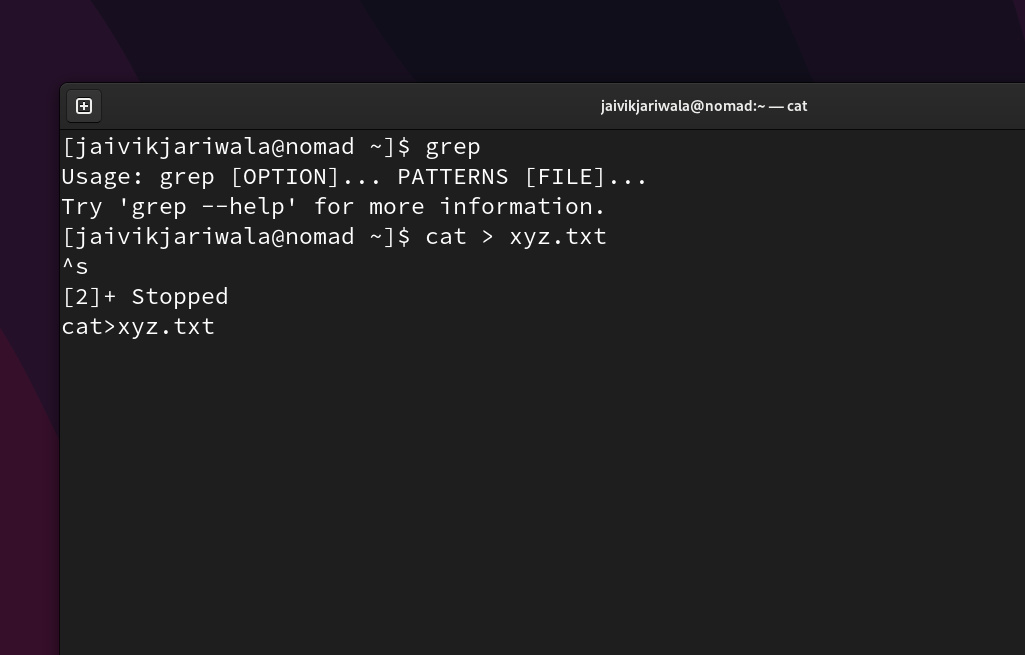 jaivikjariwala@nomad:~ — cat
[jaivikjariwala@nomad ~]$ grep
Usage: grep [OPTION]... PATTERNS [FILE]...
Try 'grep --help' for more information.
[jaivikjariwala@nomad ~]$ cat > xyz.txt
^s
[2]+ Stopped
cat>xyz.txt